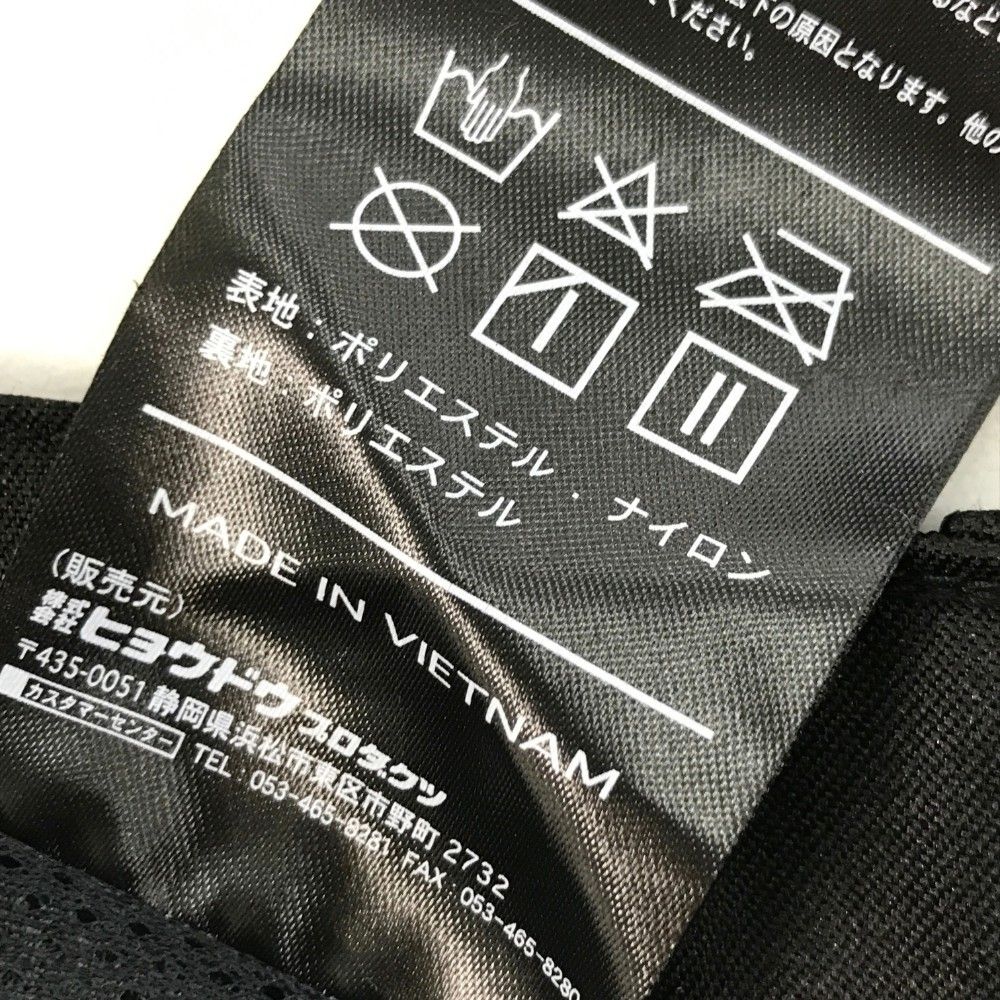 るなど
下の原因となります。他の
ください。
表地：ポリエステル・ナイロン
裏地：ポリエステル
MADE IN VIETNAM
(販売元)
株式会社ヒョウドウプロダクツ
〒435-0051 静岡県浜松市東区市野町 2732
カスタマーセンター TEL：053-465-8281 FAX：053-465-8280